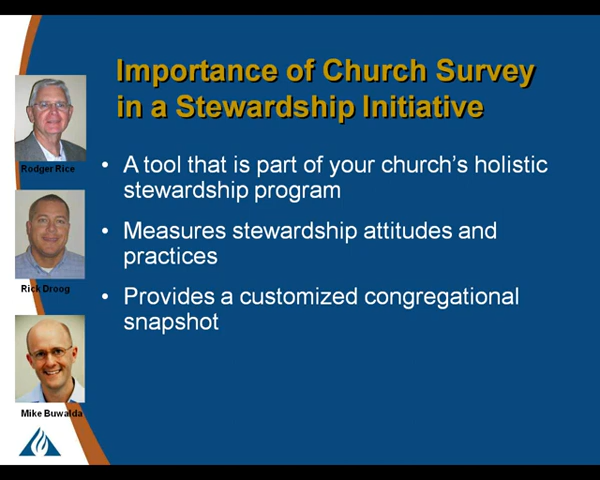 Importance of Church Survey
in a Stewardship Initiative
• A tool that is part of your church's holistic
stewardship program
• Measures stewardship attitudes and
practices
• Provides a customized congregational
snapshot
Rodger Rice
Rick Droog
Mike Buwalda